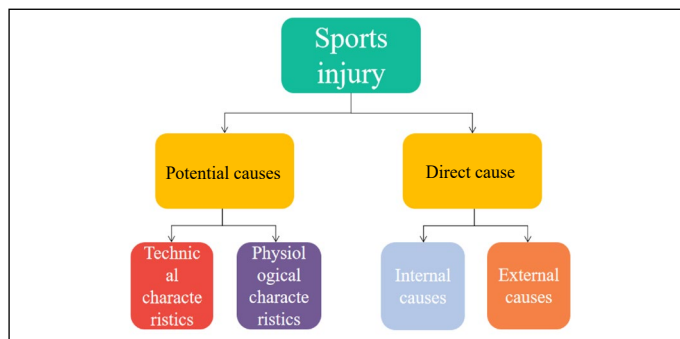 Sports
injury
Potential causes
Direct cause
Technic
al
characte
ristics
Physiol
ogical
characte
ristics
Internal
causes
External
causes